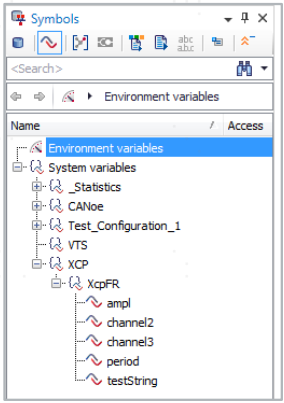 Symbols
abc
a.b.c
<Search>
Environment variables
Name / Access
Environment variables
System variables
_Statistics
CANoe
Test_Configuration_1
VTS
XCP
XcpFR
ampl
channel2
channel3
period
testString